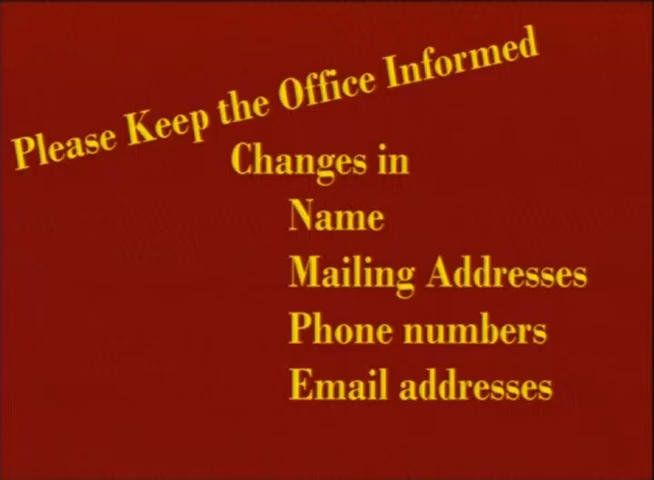 Please Keep the Office Informed
Changes in
Name
Mailing Addresses
Phone numbers
Email addresses